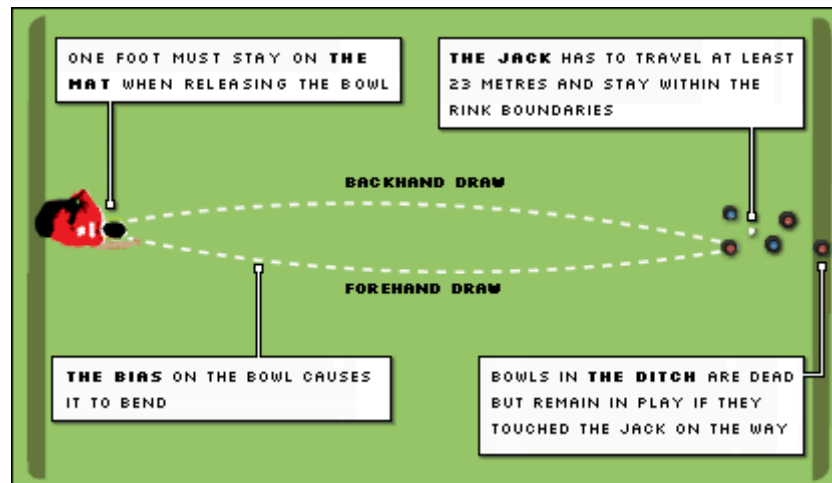 ONE FOOT MUST STAY ON THE
MAT WHEN RELEASING THE BOWL
THE JACK HAS TO TRAVEL AT LEAST
23 METRES AND STAY WITHIN THE
RINK BOUNDARIES
BACKHAND DRAW
FOREHAND DRAW
THE BIAS ON THE BOWL CAUSES
IT TO BEND
BOWLS IN THE DITCH ARE DEAD
BUT REMAIN IN PLAY IF THEY
TOUCHED THE JACK ON THE WAY